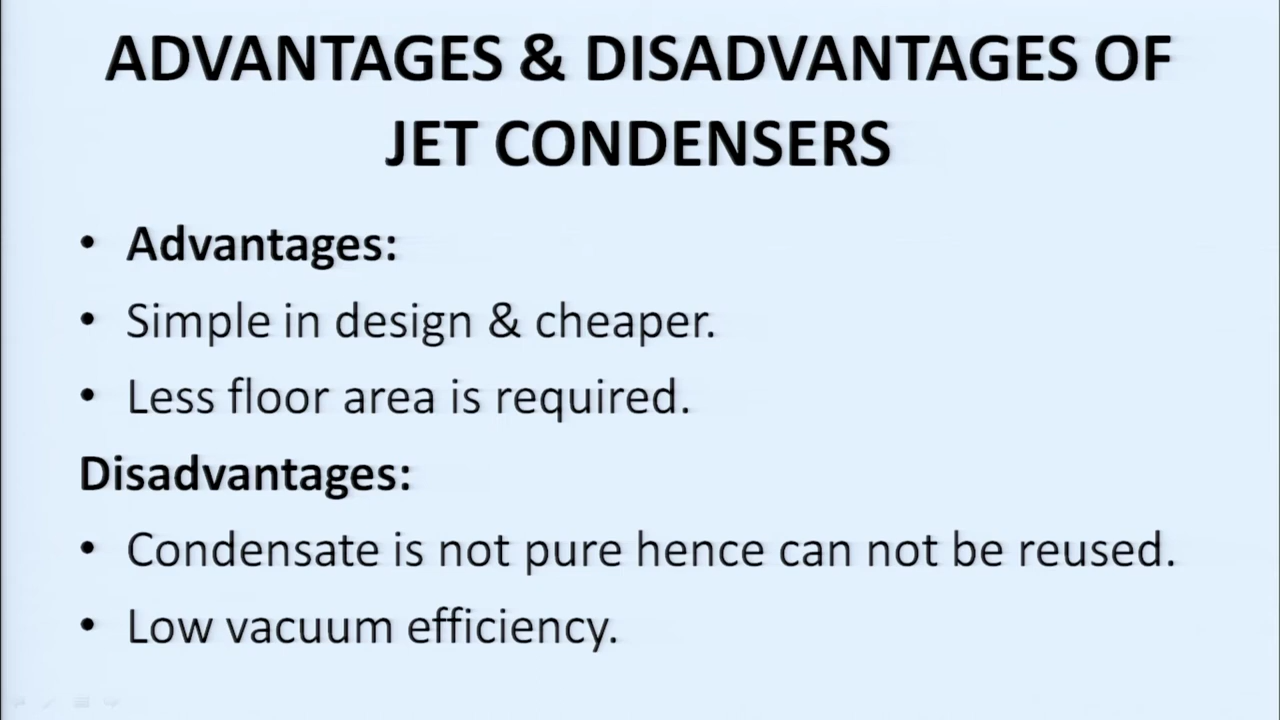 ADVANTAGES & DISADVANTAGES OF
JET CONDENSERS
• Advantages:
• Simple in design & cheaper.
• Less floor area is required.
Disadvantages:
• Condensate is not pure hence can not be reused.
• Low vacuum efficiency.